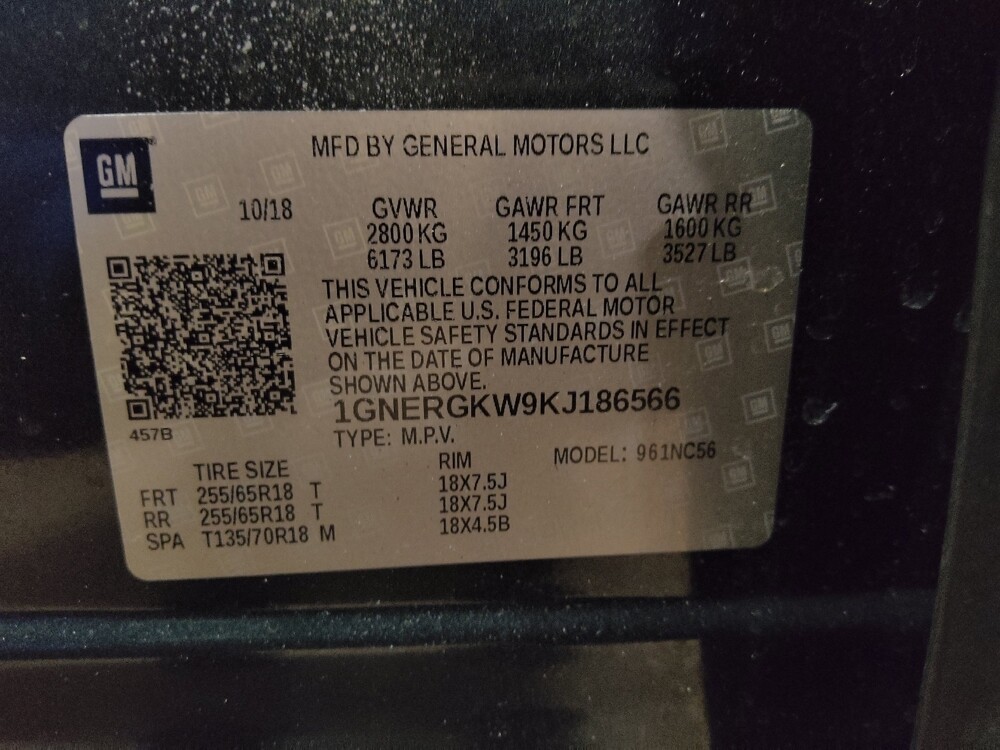 GM
MFD BY GENERAL MOTORS LLC
10/18 GVWR GAWR FRT GAWR RR
2800 KG 1450 KG 1600 KG
6173 LB 3196 LB 3527 LB
THIS VEHICLE CONFORMS TO ALL
APPLICABLE U.S. FEDERAL MOTOR
VEHICLE SAFETY STANDARDS IN EFFECT
ON THE DATE OF MANUFACTURE
SHOWN ABOVE.
1GNERGKW9KJ186566
457B
TYPE: M.P.V.
MODEL: 961NC56
TIRE SIZE RIM
FRT 255/65R18 T 18X7.5J
RR 255/65R18 T 18X7.5J
SPA T135/70R18 M 18X4.5B